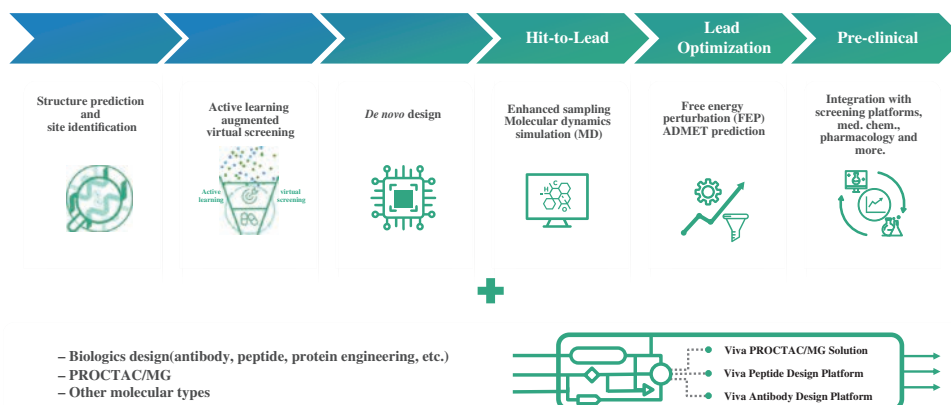 Hit-to-Lead
Lead
Optimization
Pre-clinical
Structure prediction
and
site identification
Active learning
augmented
virtual screening
De novo design
Enhanced sampling
Molecular dynamics
simulation (MD)
Free energy
perturbation (FEP)
ADMET prediction
Integration with
screening platforms,
med. chem.,
pharmacology and
more.
Active
learning
virtual
screening
H
C
O
– Biologics design(antibody, peptide, protein engineering, etc.)
– PROCTAC/MG
– Other molecular types
Viva PROCTAC/MG Solution
Viva Peptide Design Platform
Viva Antibody Design Platform